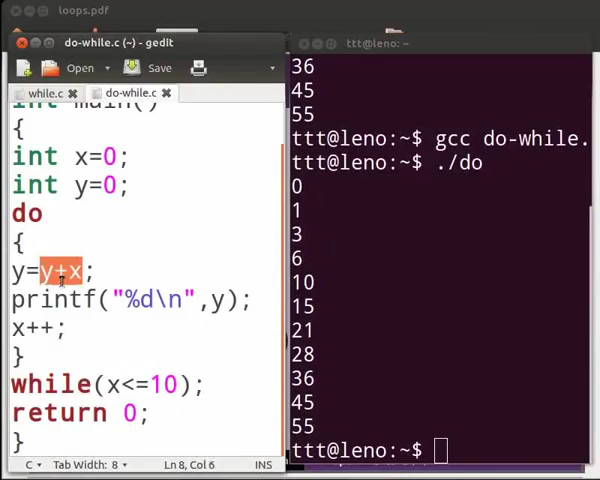 loops.pdf
do-while.c (~) - gedit
Open
Save
while.c
do-while.c
int main()
{
int x=0;
int y=0;
do
{
y=y+x;
printf("%d\n",y);
x++;
}
while(x<=10);
return 0;
}
C
Tab Width: 8
Ln 8, Col 6
INS
ttt@leno: ~
36
45
55
ttt@leno:~$ gcc do-while.
ttt@leno:~$ ./do
0
1
3
6
10
15
21
28
36
45
55
ttt@leno:~$